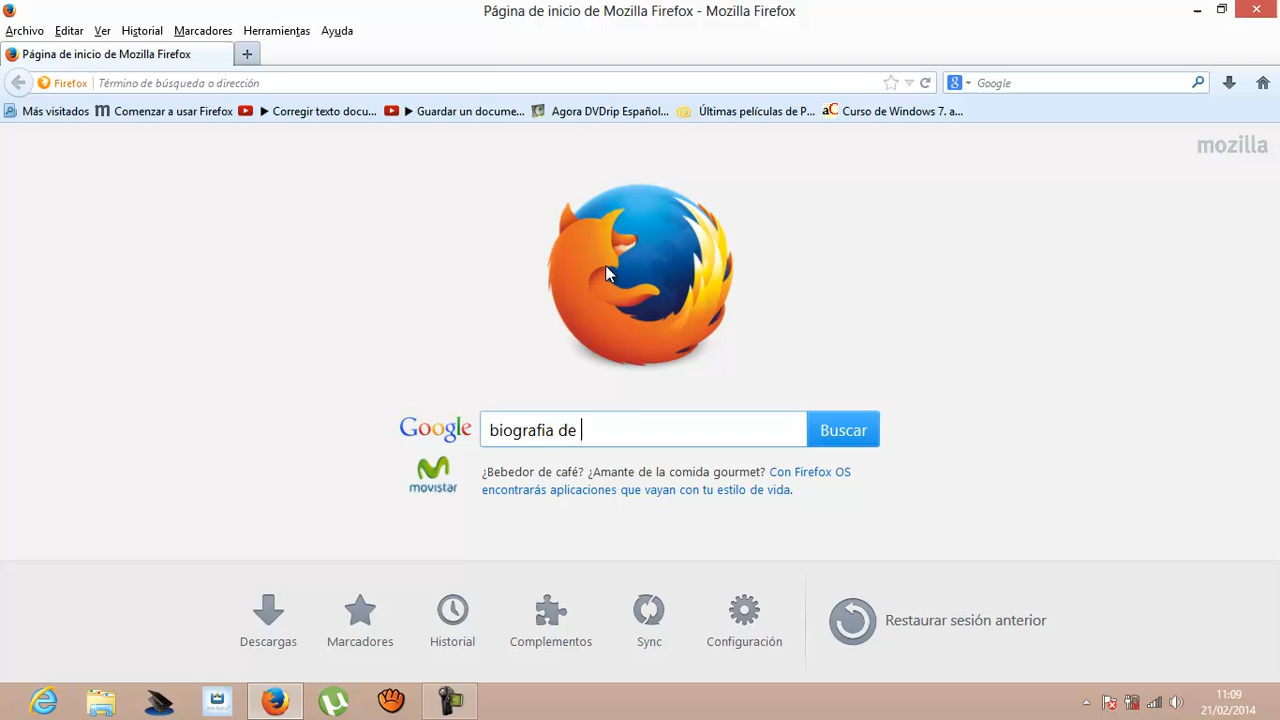 Página de inicio de Mozilla Firefox - Mozilla Firefox
Archivo Editar Ver Historial Marcadores Herramientas Ayuda
Página de inicio de Mozilla Firefox
Firefox Término de búsqueda o dirección Google
Más visitados Comenzar a usar Firefox Corregir texto docu... Guardar un docume... Agora DVDrip Español... Últimas películas de P... Curso de Windows 7. a...
mozilla
Google biografia de Buscar
movistar
¿Bebedor de café? ¿Amante de la comida gourmet? Con Firefox OS
encontrarás aplicaciones que vayan con tu estilo de vida.
Descargas Marcadores Historial Complementos Sync Configuración Restaurar sesión anterior
11:09
21/02/2014